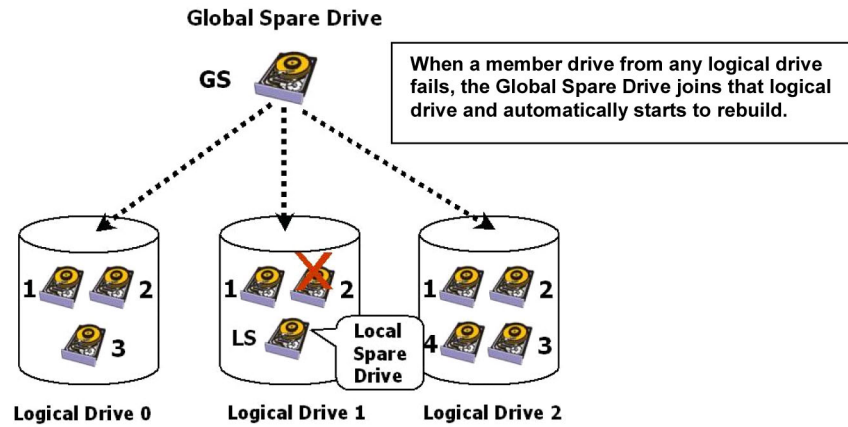 Global Spare Drive
GS
When a member drive from any logical drive
fails, the Global Spare Drive joins that logical
drive and automatically starts to rebuild.
1 2
3
Logical Drive 0
1 2
LS
Local
Spare
Drive
Logical Drive 1
1 2
4 3
Logical Drive 2